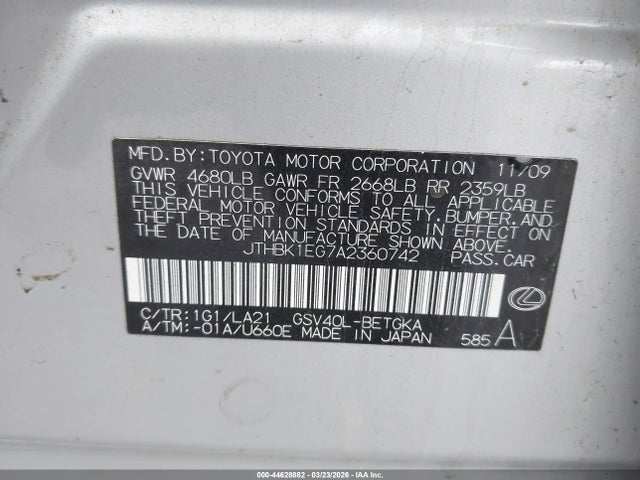 MFD. BY: TOYOTA MOTOR CORPORATION 11/09
GVWR 4680LB GAWR FR 2668LB RR 2359LB
THIS VEHICLE CONFORMS TO ALL APPLICABLE
FEDERAL MOTOR VEHICLE SAFETY, BUMPER, AND
THEFT PREVENTION STANDARDS IN EFFECT ON
THE DATE OF MANUFACTURE SHOWN ABOVE.
JTHBK1EG7A2360742 PASS. CAR
C/TR: 1G1/LA21 GSV40L-BETGKA
A/TM: -01A/U660E MADE IN JAPAN 585 A
000-44628882 - 03/23/2026 - IAA Inc.